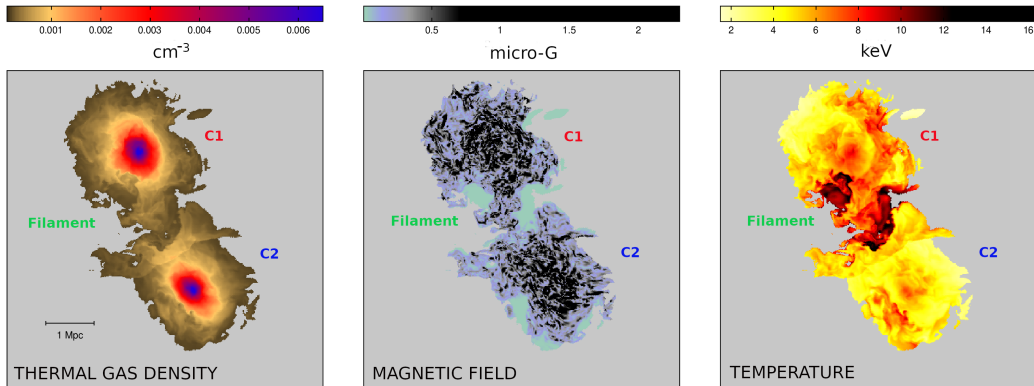 0.001 0.002 0.003 0.004 0.005 0.006
cm⁻³
C1
Filament
C2
1 Mpc
THERMAL GAS DENSITY
0.5 1 1.5 2
micro-G
C1
Filament
C2
MAGNETIC FIELD
2 4 6 8 10 12 14 16
keV
C1
Filament
C2
TEMPERATURE